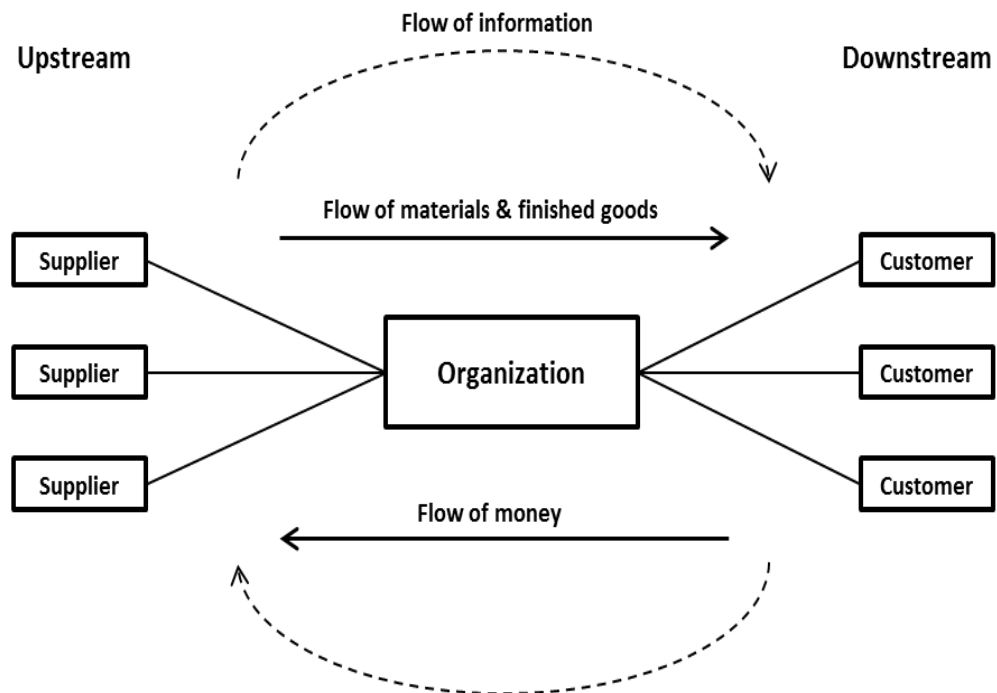 Flow of information
Upstream
Downstream
Flow of materials & finished goods
Supplier
Customer
Supplier
Organization
Customer
Supplier
Customer
Flow of money